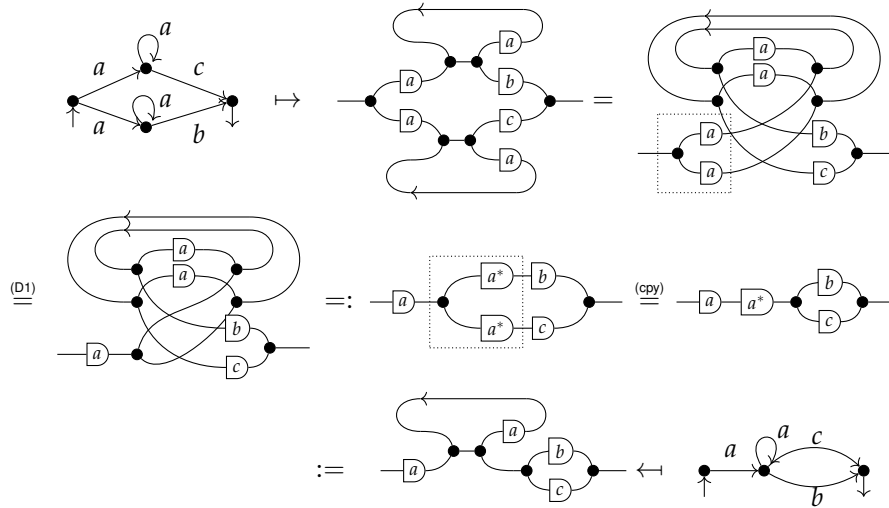 a a c a a b ↦ a a b a c a = a a a b a c
(D1) = a a a b c =: a a* b a* c (cpy) = a a* b c
:= a a b c ↤ a a c b